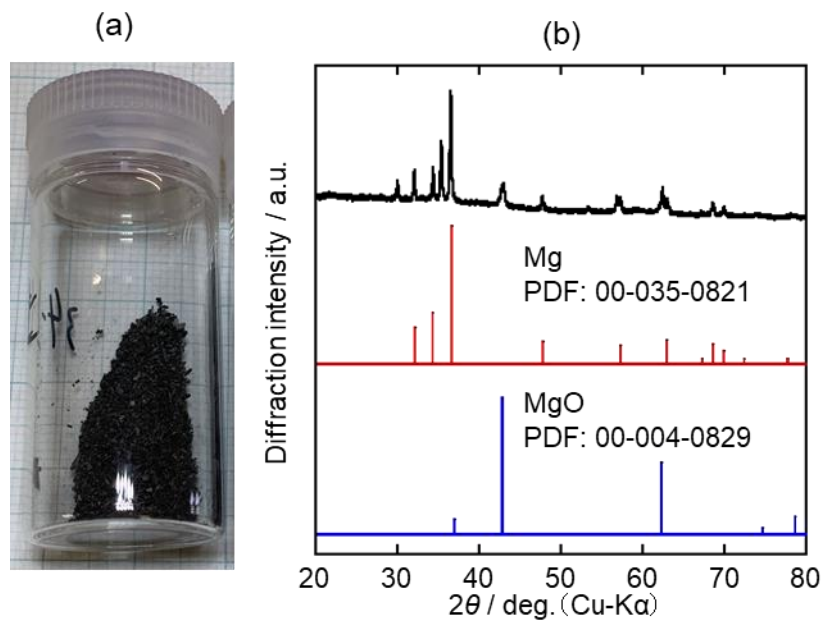 (a)
(b)
Diffraction intensity / a.u.
Mg
PDF: 00-035-0821
MgO
PDF: 00-004-0829
20 30 40 50 60 70 80
2θ / deg.（Cu-Kα）